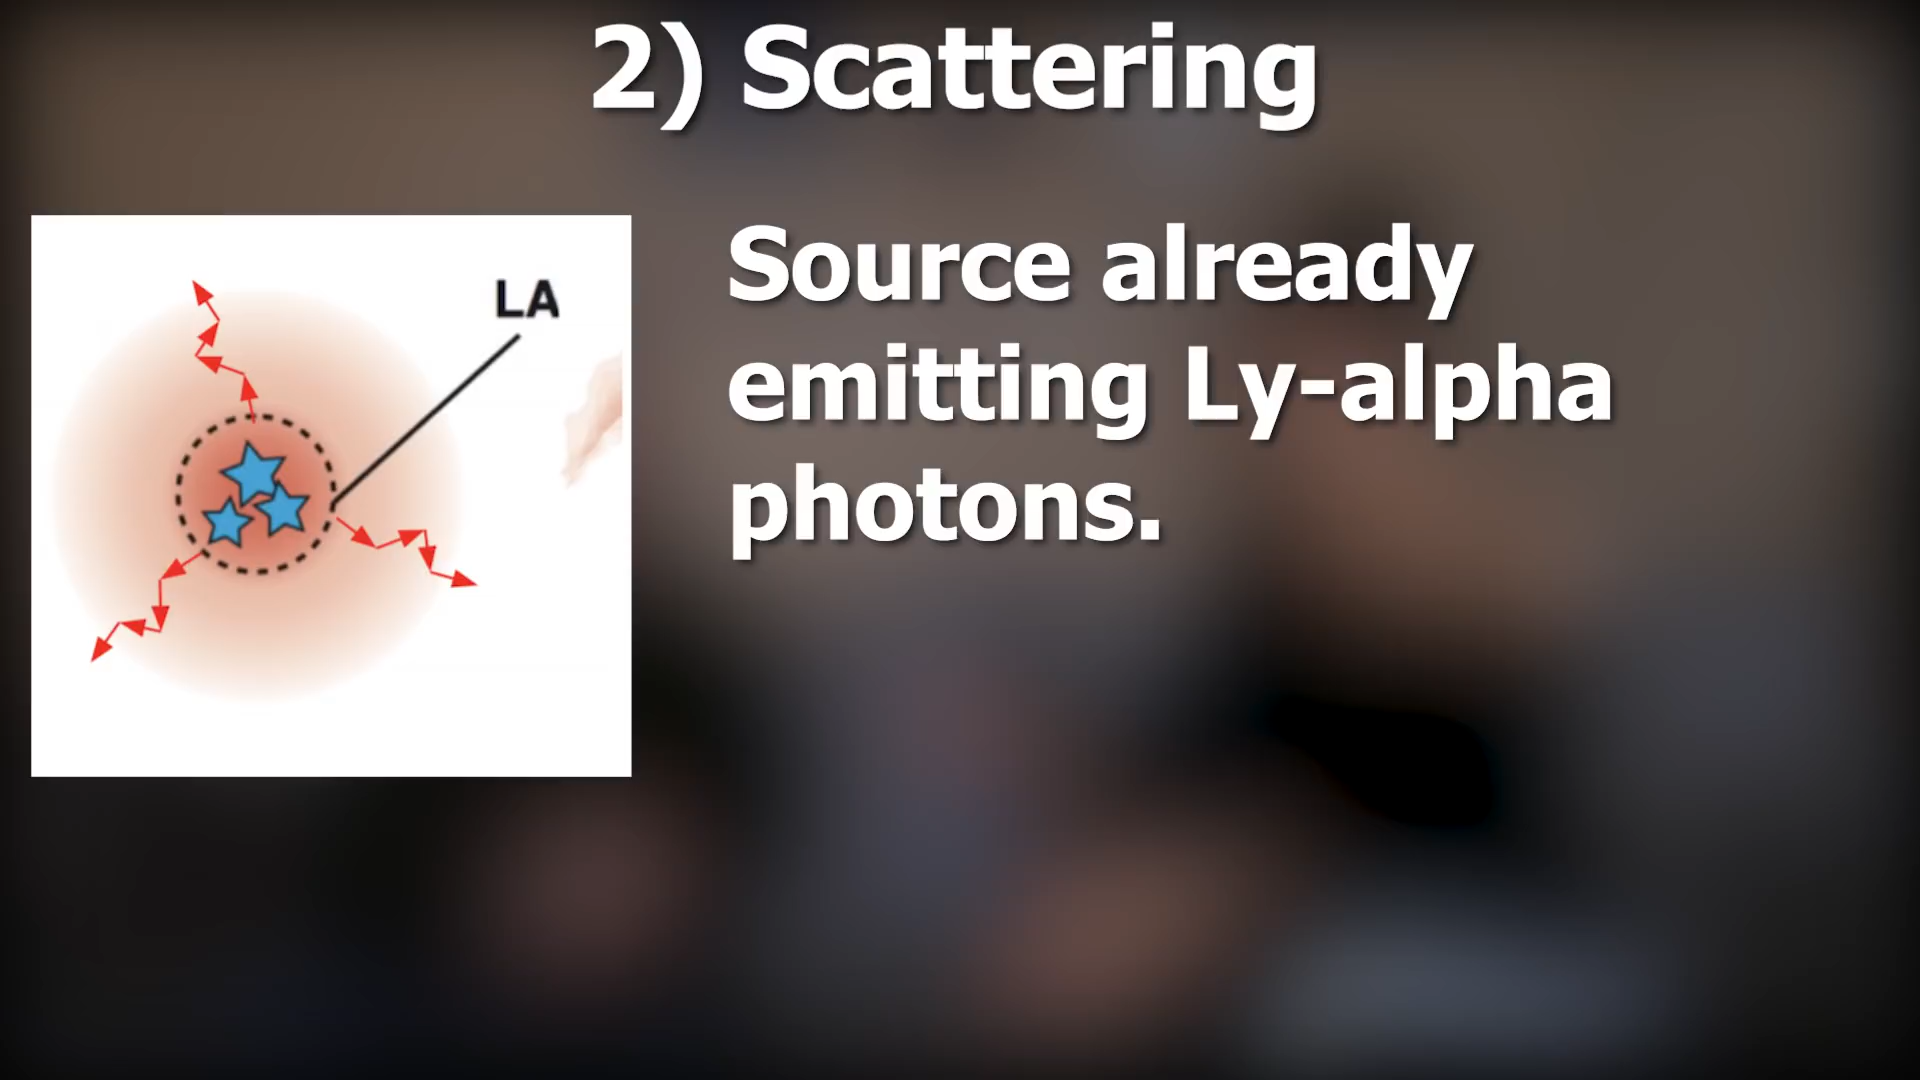 2) Scattering
LA
Source already
emitting Ly-alpha
photons.